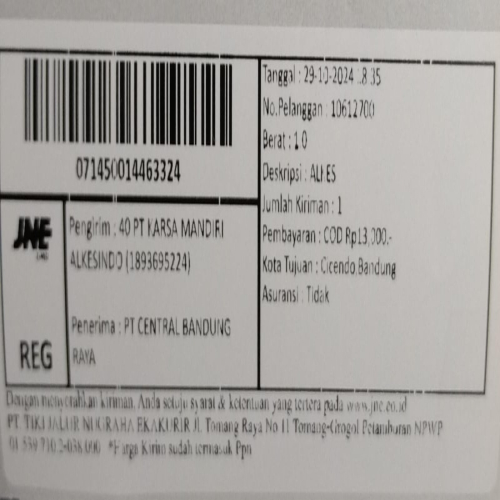 071450014463324
JNE
REG
Pengirim : 40 PT KARSA MANDIRI
ALKESINDO (1893695224)
Penerima : PT CENTRAL BANDUNG
RAYA
Tanggal : 29-10-2024
No.Pelanggan : 10612700
Berat : 1.0
Deskripsi : ALKES
Jumlah Kiriman : 1
Pembayaran : COD Rp13,000.-
Kota Tujuan : Cicendo,Bandung
Asuransi : Tidak
Dengan menyerahkan kiriman, Anda setuju syarat & ketentuan yang tertera pada www.jne.co.id
PT TIKI JALUR NUGRAHA EKAKURIR Jl. Tomang Raya No 11 Tomang-Grogol Petamburan NPWP
*Harga Kirim sudah termasuk Ppn